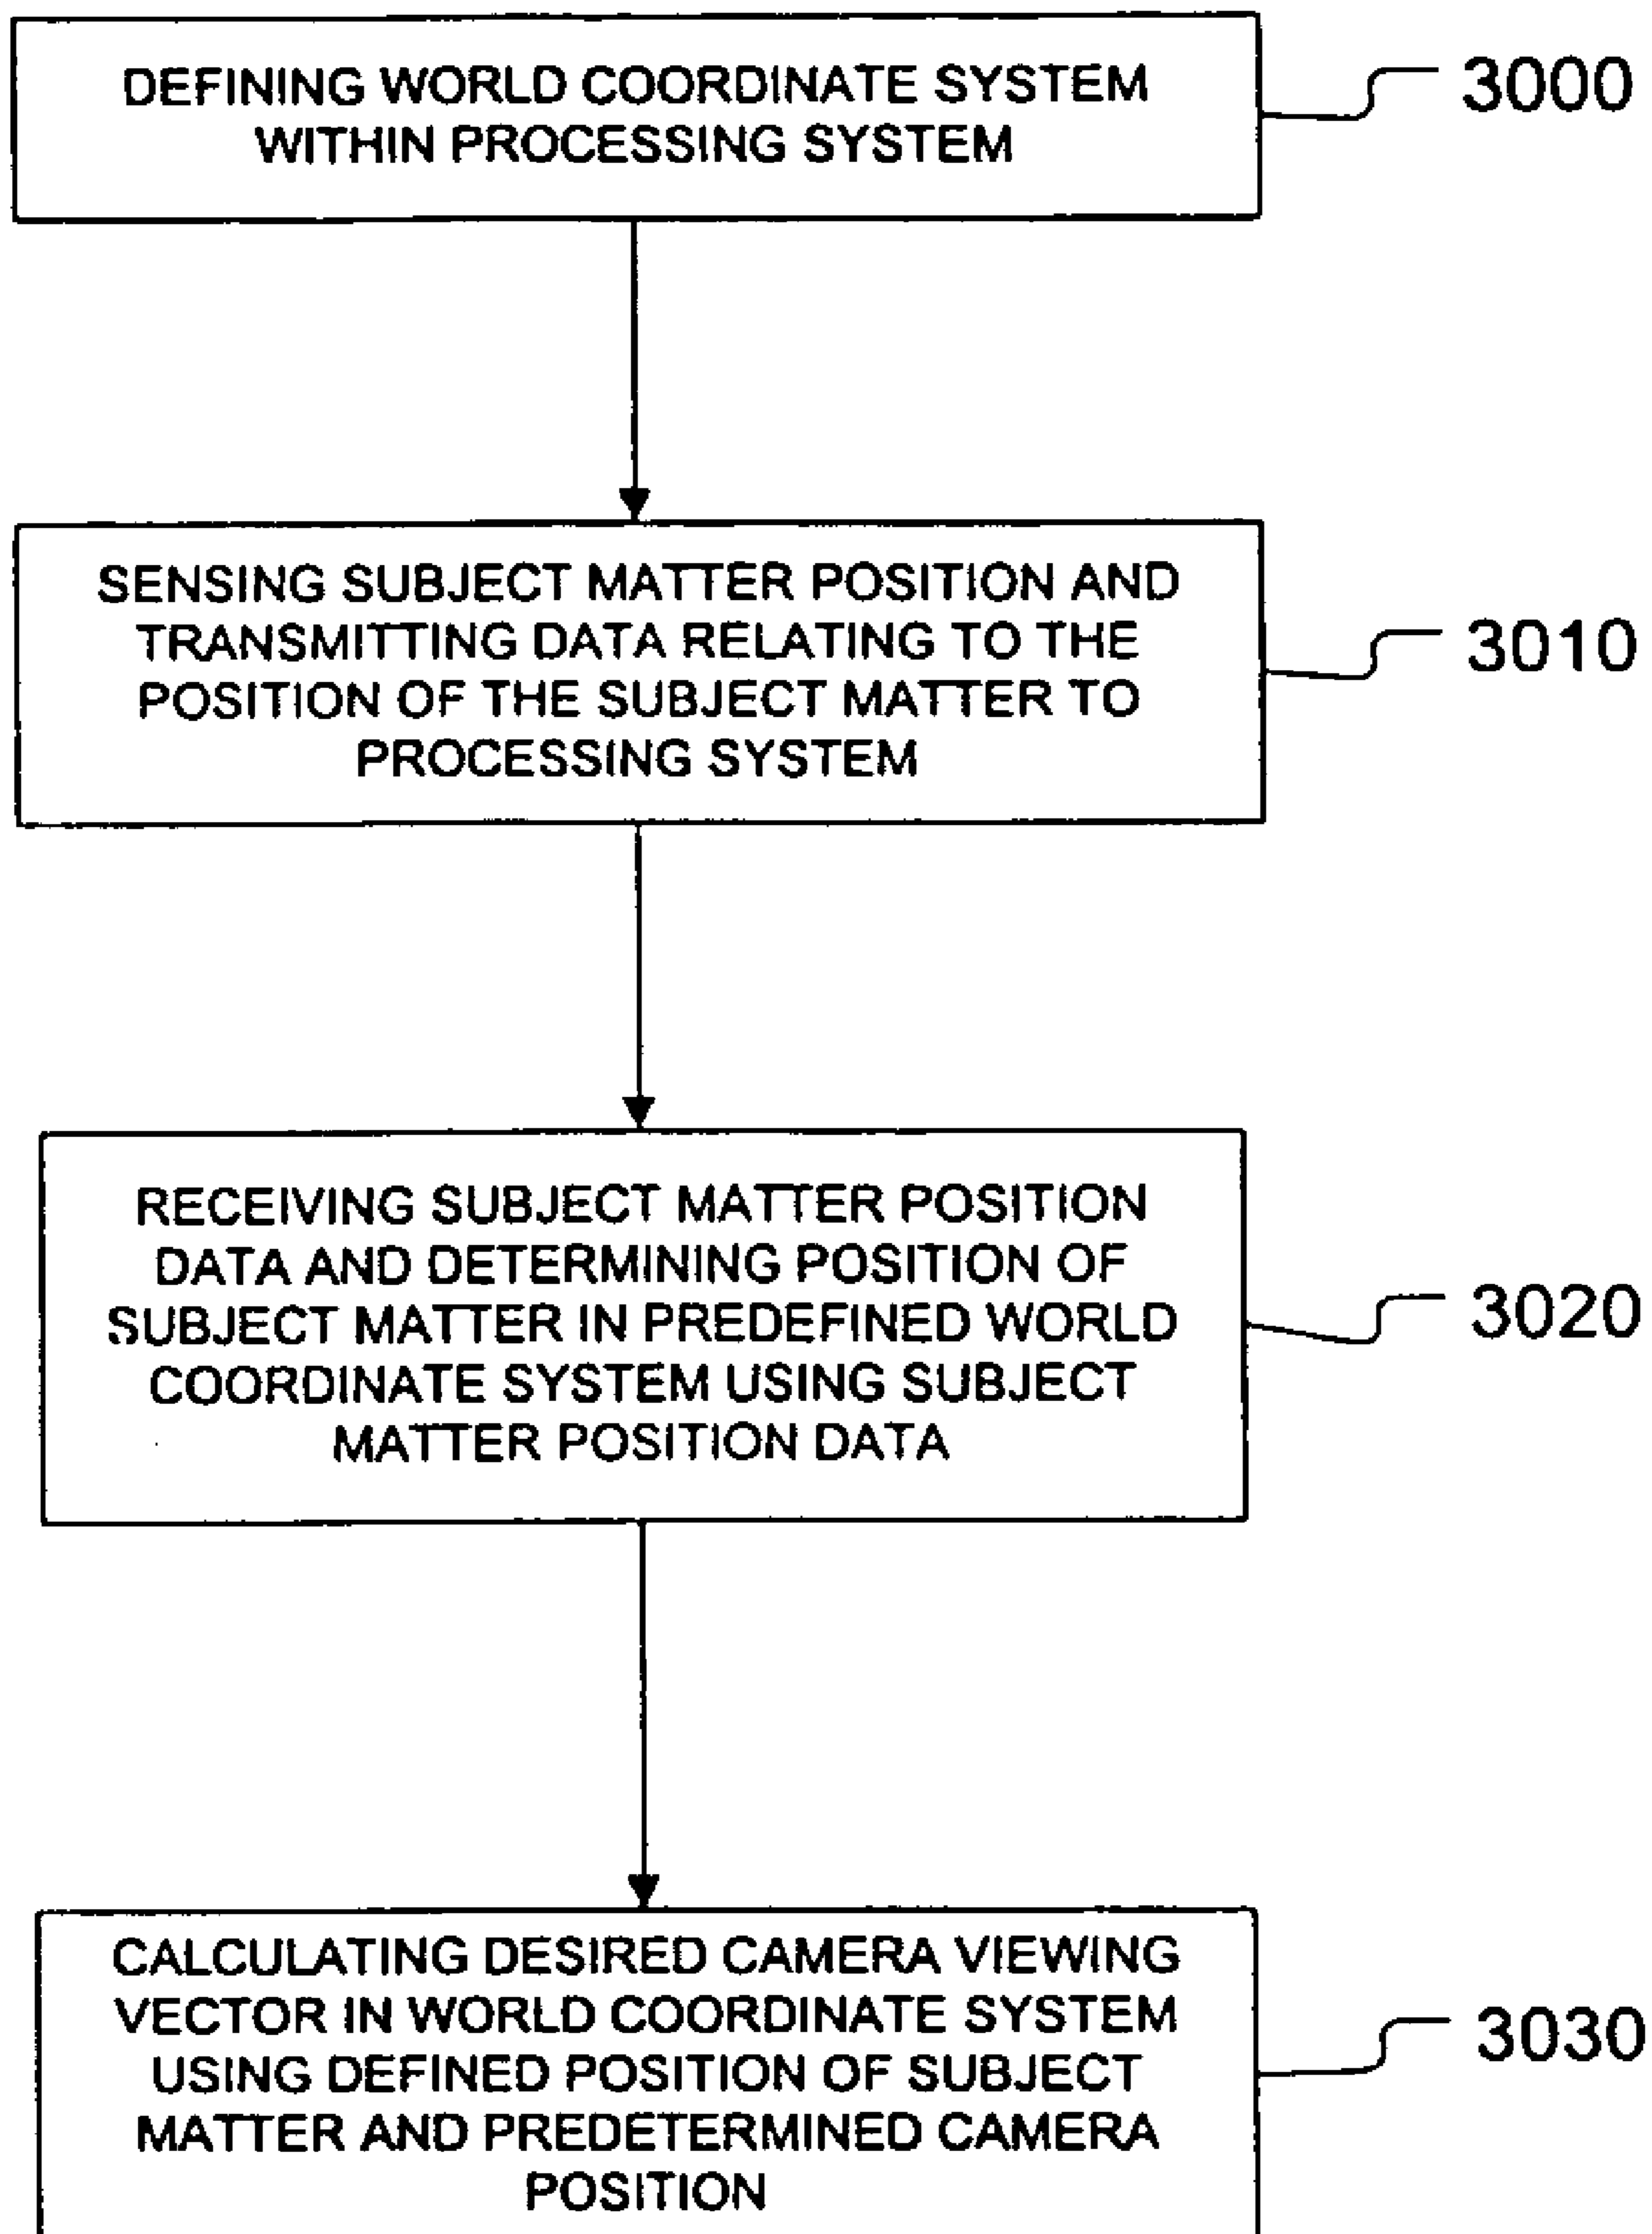 DEFINING WORLD COORDINATE SYSTEM
WITHIN PROCESSING SYSTEM
3000
SENSING SUBJECT MATTER POSITION AND
TRANSMITTING DATA RELATING TO THE
POSITION OF THE SUBJECT MATTER TO
PROCESSING SYSTEM
3010
RECEIVING SUBJECT MATTER POSITION
DATA AND DETERMINING POSITION OF
SUBJECT MATTER IN PREDEFINED WORLD
COORDINATE SYSTEM USING SUBJECT
MATTER POSITION DATA
3020
CALCULATING DESIRED CAMERA VIEWING
VECTOR IN WORLD COORDINATE SYSTEM
USING DEFINED POSITION OF SUBJECT
MATTER AND PREDETERMINED CAMERA
POSITION
3030